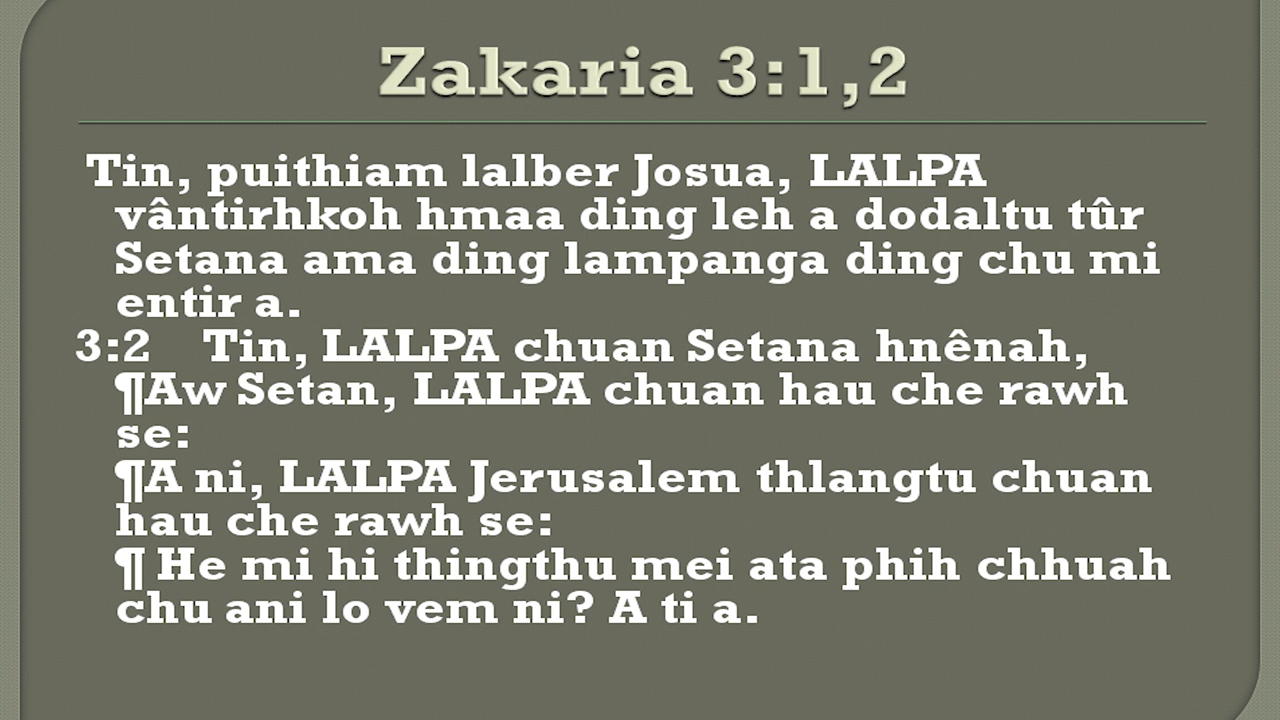 Zakaria 3:1,2
Tin, puithiam lalber Josua, LALPA
vântirhkoh hmaa ding leh a dodaltu tûr
Setana ama ding lampanga ding chu mi
entir a.
3:2 Tin, LALPA chuan Setana hnênah,
¶Aw Setan, LALPA chuan hau che rawh
se:
¶A ni, LALPA Jerusalem thlangtu chuan
hau che rawh se:
¶ He mi hi thingthu mei ata phih chhuah
chu ani lo vem ni? A ti a.